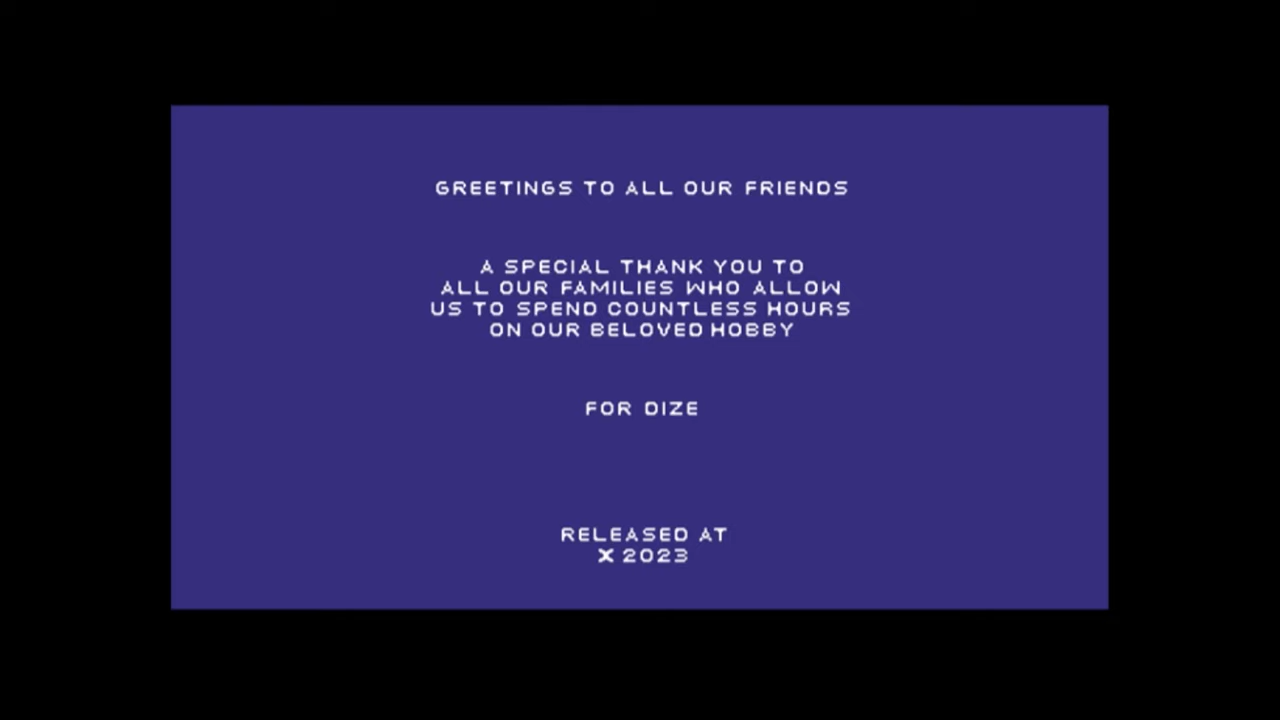 GREETINGS TO ALL OUR FRIENDS
A SPECIAL THANK YOU TO
ALL OUR FAMILIES WHO ALLOW
US TO SPEND COUNTLESS HOURS
ON OUR BELOVED HOBBY
FOR DIZE
RELEASED AT
X 2023